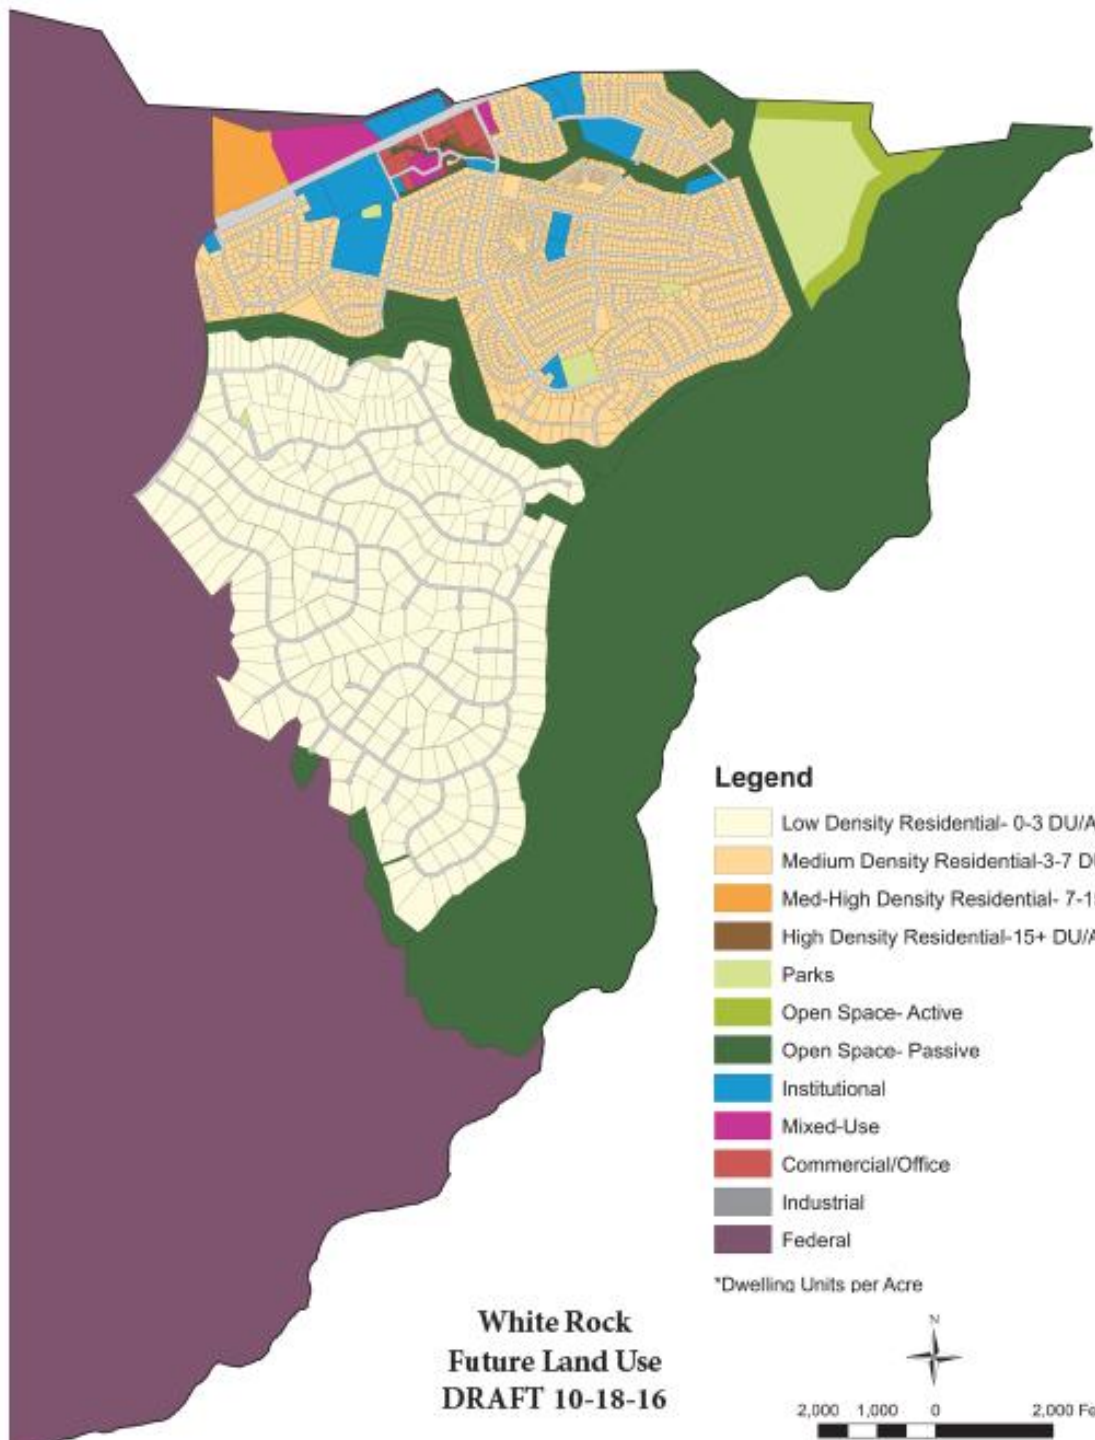 Legend
Low Density Residential- 0-3 DU/A
Medium Density Residential-3-7 D
Med-High Density Residential- 7-1
High Density Residential-15+ DU/A
Parks
Open Space- Active
Open Space- Passive
Institutional
Mixed-Use
Commercial/Office
Industrial
Federal
*Dwelling Units per Acre
White Rock
Future Land Use
DRAFT 10-18-16
N
2,000 1,000 0 2,000 Fe